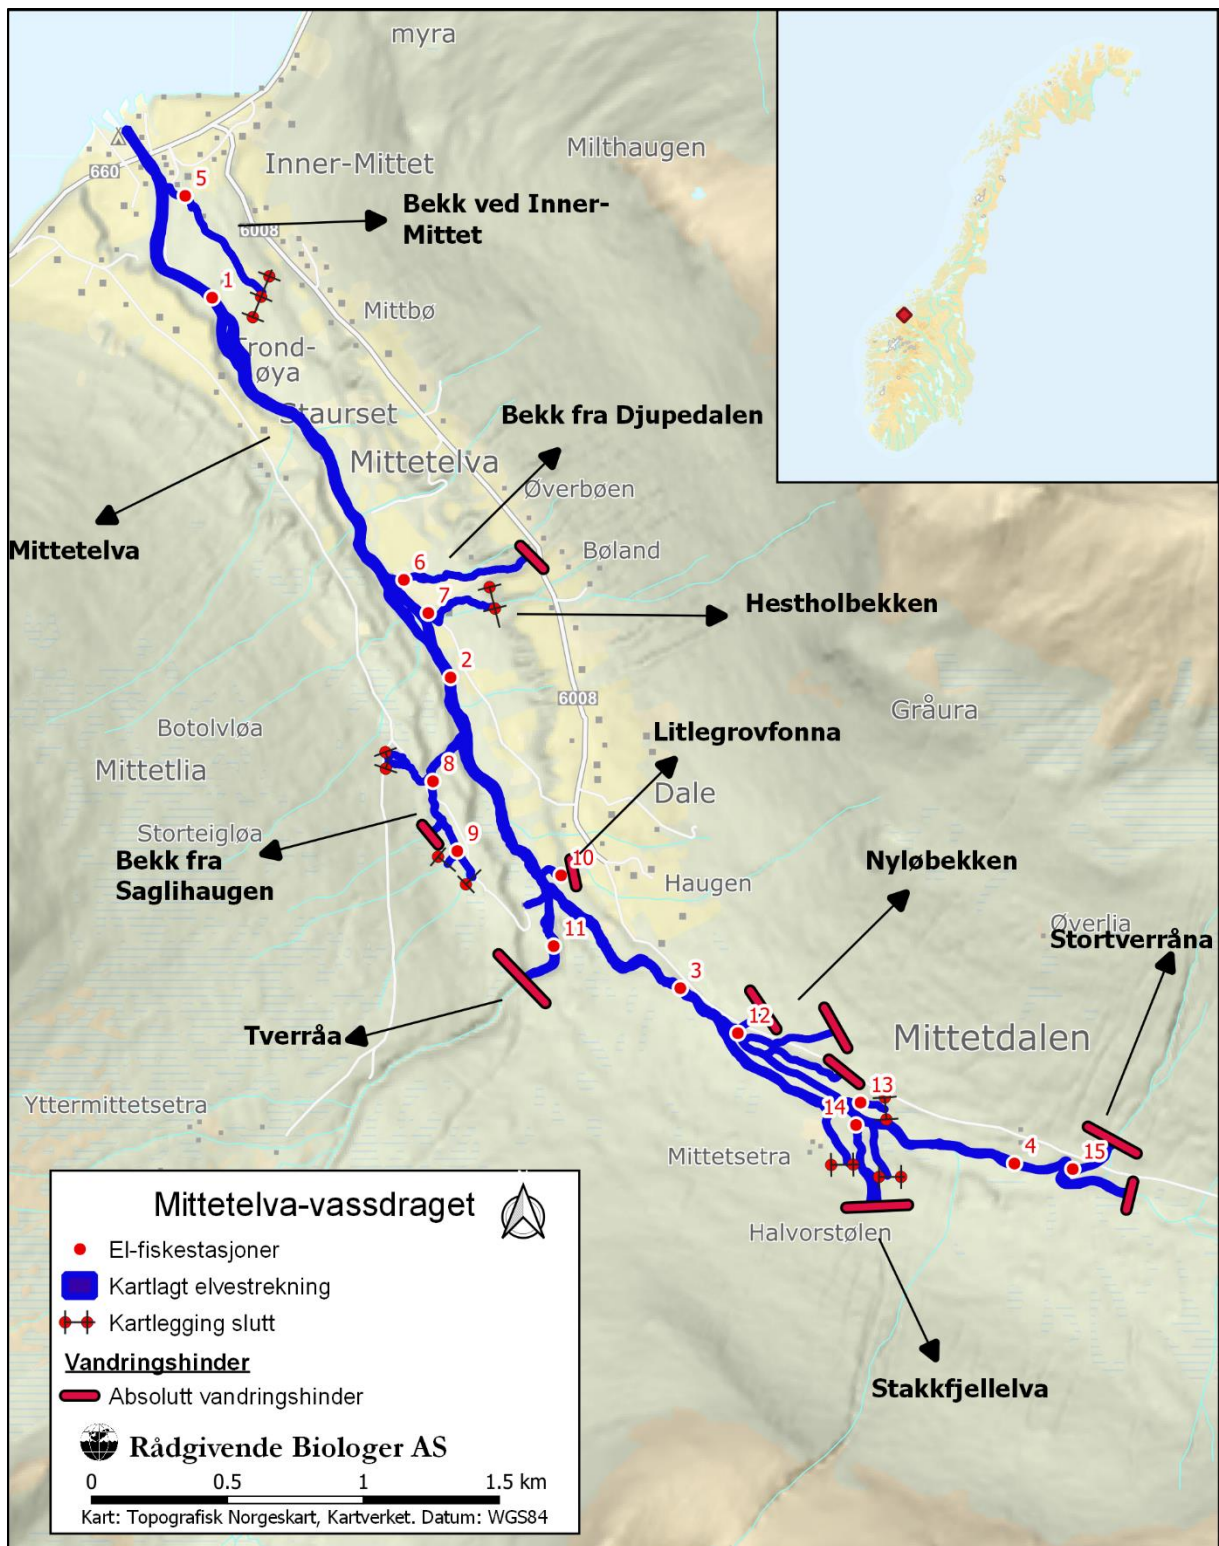 myra
Milthaugen
Inner-Mittet
660
5
Bekk ved Inner-
Mittet
6008
1
Mittbø
Trond-
øya
Staurset
Bekk fra Djupedalen
Mittetelva
Øverbøen
Mittetelva
Bøland
6
7
Hestholbekken
2
6008
Gråura
Botolvløa
Litlegrovfonna
Mittetlia
8
Dale
Storteigløa
9
Bekk fra
Saglihaugen
10
Nyløbekken
Haugen
Øverlia
11
Stortverråna
3
Tverråa
12
Mittetdalen
13
14
Yttermittetsetra
4
15
Mittetsetra
Halvorstølen
Stakkfjellelva
Mittetelva-vassdraget
El-fiskestasjoner
Kartlagt elvestrekning
Kartlegging slutt
Vandringshinder
Absolutt vandringshinder
Rådgivende Biologer AS
0 0.5 1 1.5 km
Kart: Topografisk Norgeskart, Kartverket. Datum: WGS84